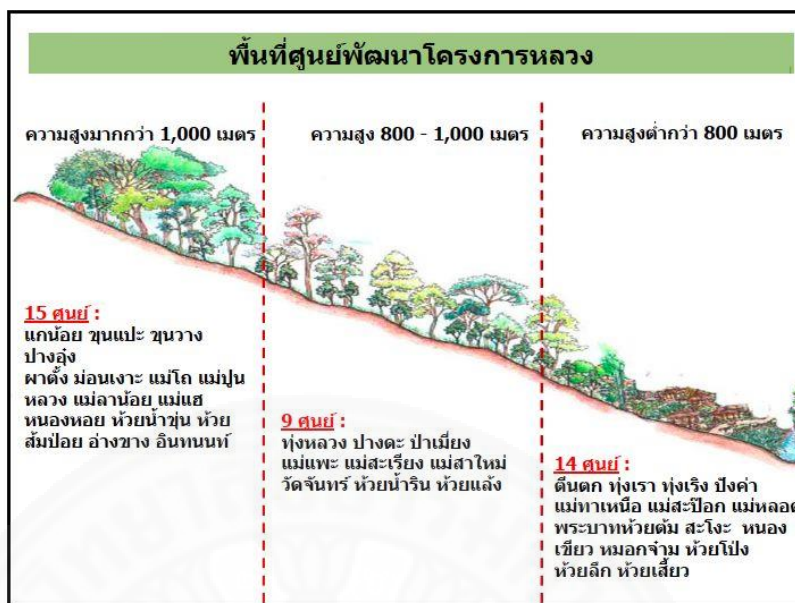 พื้นที่ศูนย์พัฒนาโครงการหลวง
ความสูงมากกว่า 1,000 เมตร
ความสูง 800 - 1,000 เมตร
ความสูงต่ำกว่า 800 เมตร
15 ศูนย์ :
แกน้อย ขุนแปะ ขุนวาง
ปางอุ๋ง
ผาตั้ง ม่อนเงาะ แม่โถ แม่ปูน
หลวง แม่ลาน้อย แม่แฮ
หนองหอย ห้วยน้ำขุ่น ห้วย
ส้มป่อย อ่างขาง อินทนนท์
9 ศูนย์ :
ทุ่งหลวง ปางดะ ป่าเมี่ยง
แม่แพะ แม่สะเรียง แม่สาใหม่
วัดจันทร์ ห้วยน้ำริน ห้วยแล้ง
14 ศูนย์ :
ตีนตก ทุ่งเรา ทุ่งเริง ปังค่า
แม่ทาเหนือ แม่สะป๊อก แม่หลอด
พระบาทห้วยต้ม สะโงะ หนอง
เขียว หมอกจ๋าม ห้วยโป่ง
ห้วยลึก ห้วยเสี้ยว